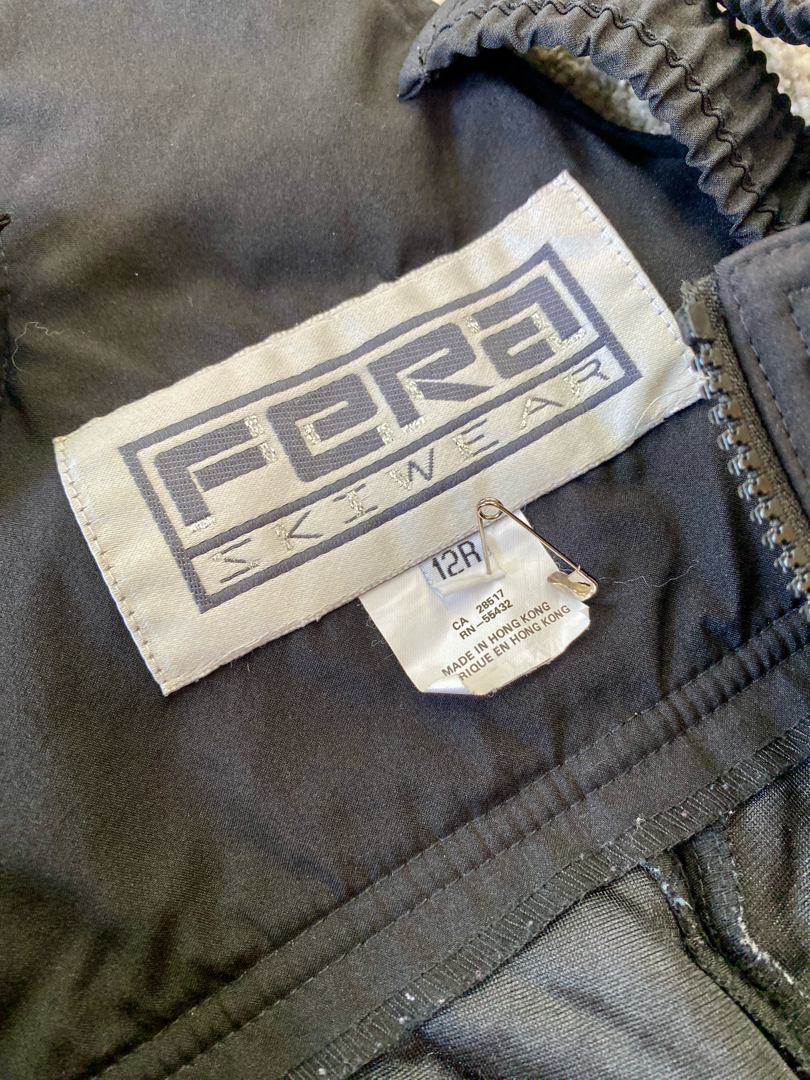 FERa
SKIWEAR
12R
CA 28517
RN-55432
MADE IN HONG KONG
RIQUE EN HONG KONG